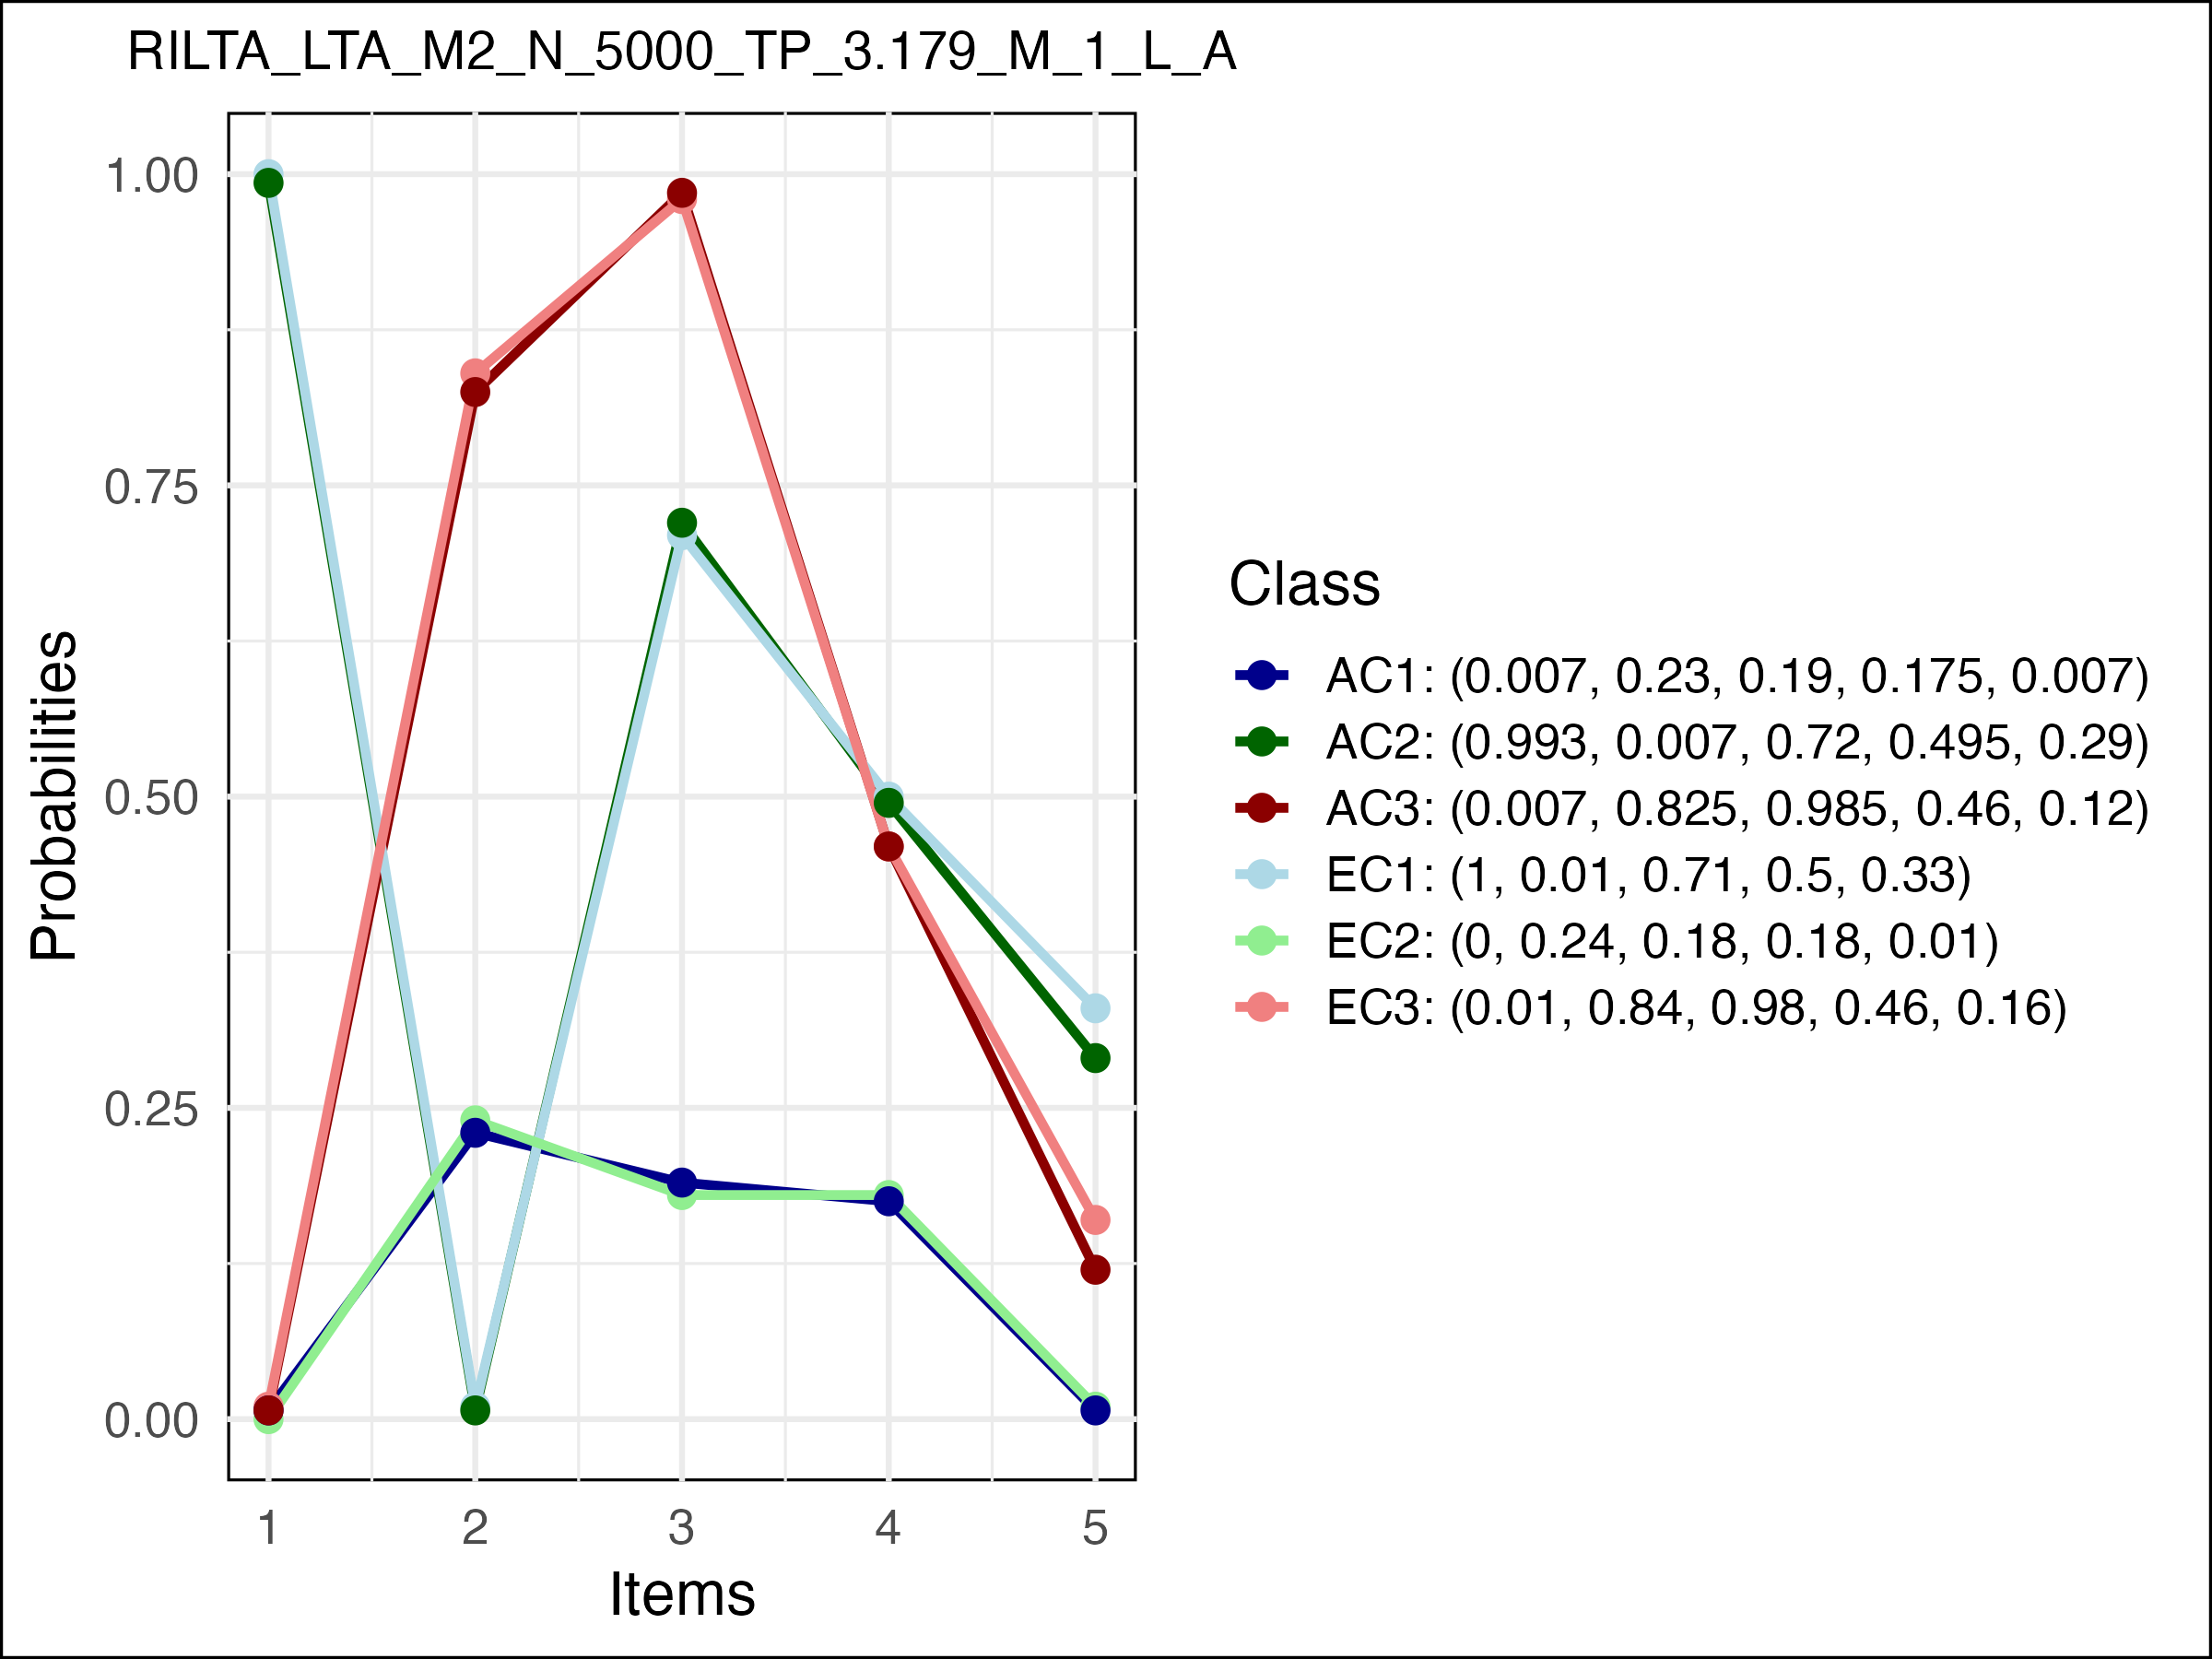 RILTA_LTA_M2_N_5000_TP_3.179_M_1_L_A
1.00
0.75
0.50
0.25
0.00
Probabilities
1 2 3 4 5
Items
Class
AC1: (0.007, 0.23, 0.19, 0.175, 0.007)
AC2: (0.993, 0.007, 0.72, 0.495, 0.29)
AC3: (0.007, 0.825, 0.985, 0.46, 0.12)
EC1: (1, 0.01, 0.71, 0.5, 0.33)
EC2: (0, 0.24, 0.18, 0.18, 0.01)
EC3: (0.01, 0.84, 0.98, 0.46, 0.16)